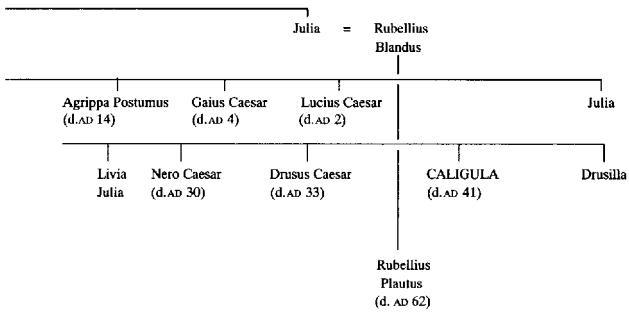 Julia = Rubellius
Blandus
Agrippa Postumus Gaius Caesar Lucius Caesar Julia
(d. AD 14) (d. AD 4) (d. AD 2)
Livia Nero Caesar Drusus Caesar CALIGULA Drusilla
Julia (d. AD 30) (d. AD 33) (d. AD 41)
Rubellius
Plautus
(d. AD 62)